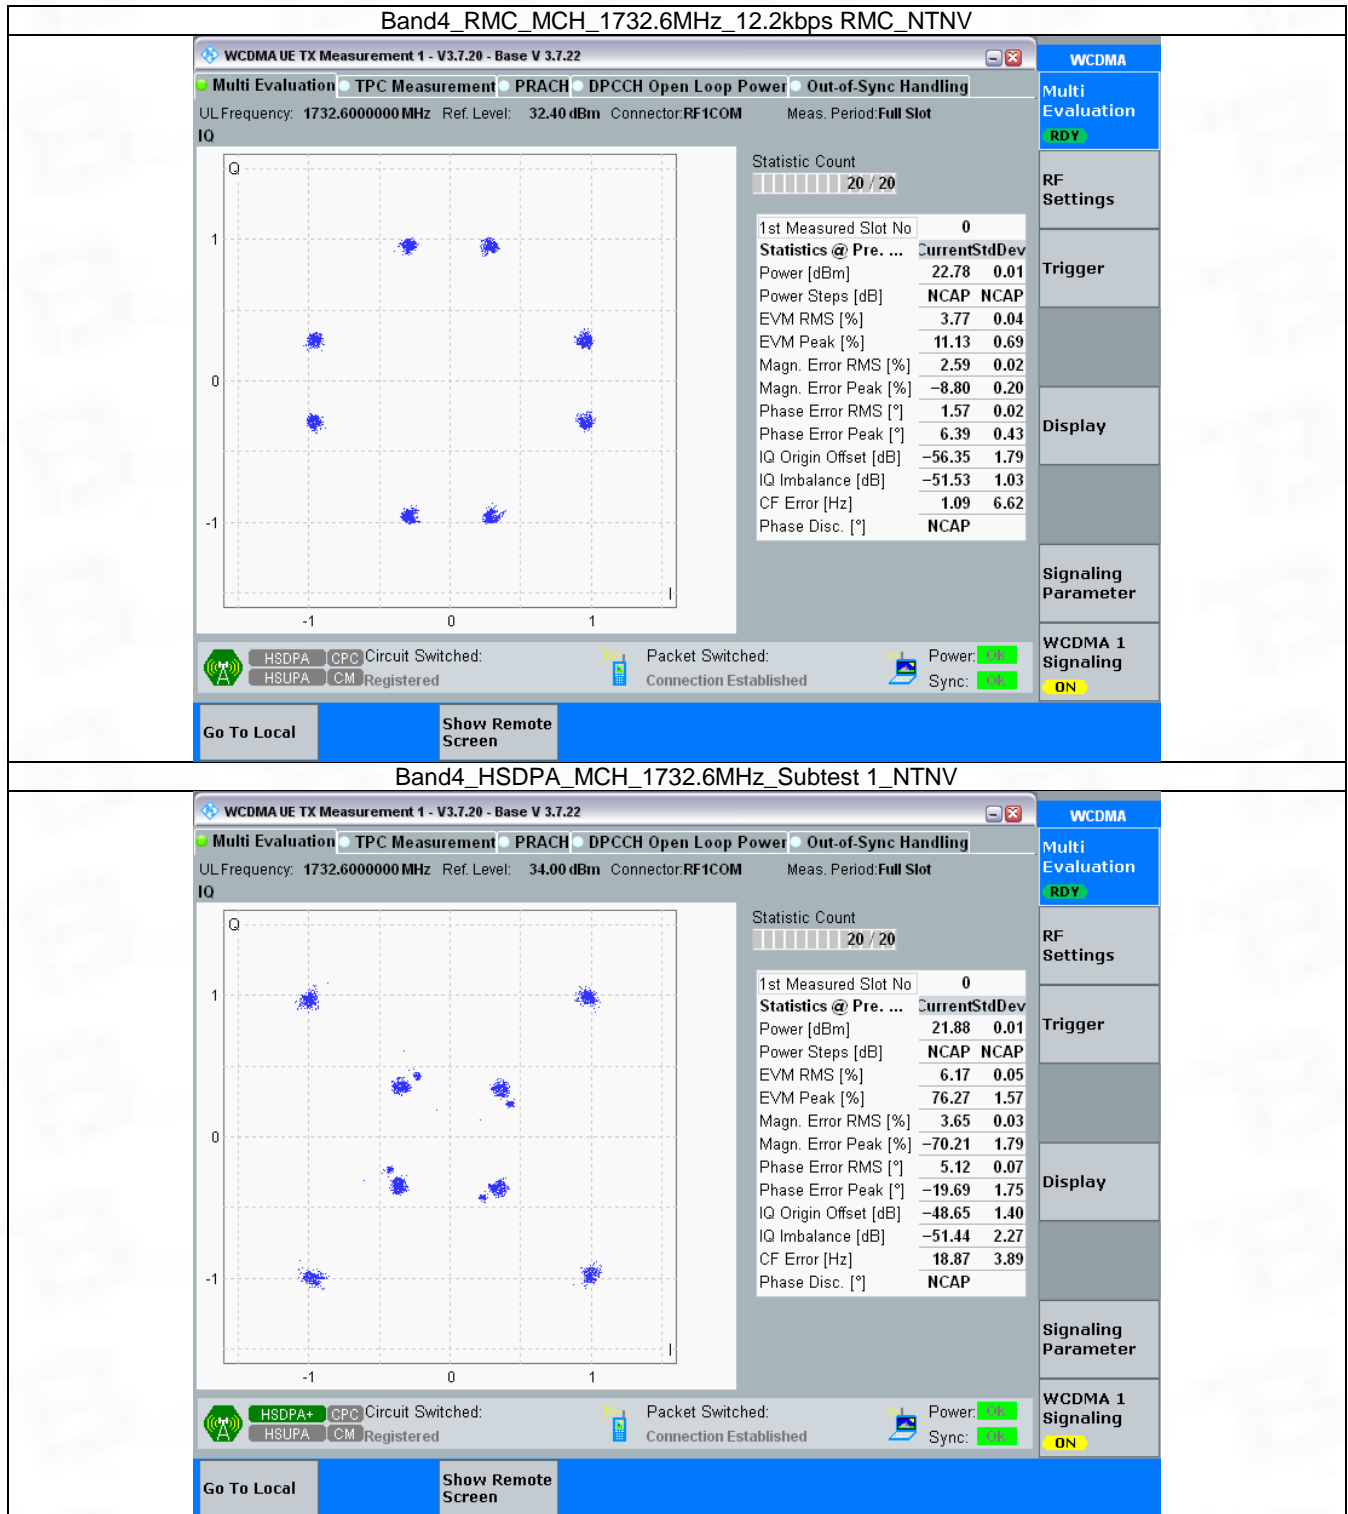 Band4_RMC_MCH_1732.6MHz_12.2kbps RMC_NTNV
WCDMA UE TX Measurement 1 - V3.7.20 - Base V 3.7.22
WCDMA
Multi Evaluation TPC Measurement PRACH DPCCH Open Loop Power Out-of-Sync Handling
Multi
Evaluation
RDY
UL Frequency: 1732.6000000 MHz Ref. Level: 32.40 dBm Connector:RF1COM Meas. Period:Full Slot
IQ
Q
1
0
-1
-1 0 1
I
Statistic Count
20 / 20
1st Measured Slot No 0
Statistics @ Pre. ... Current StdDev
Power [dBm] 22.78 0.01
Power Steps [dB] NCAP NCAP
EVM RMS [%] 3.77 0.04
EVM Peak [%] 11.13 0.69
Magn. Error RMS [%] 2.59 0.02
Magn. Error Peak [%] −8.80 0.20
Phase Error RMS [°] 1.57 0.02
Phase Error Peak [°] 6.39 0.43
IQ Origin Offset [dB] −56.35 1.79
IQ Imbalance [dB] −51.53 1.03
CF Error [Hz] 1.09 6.62
Phase Disc. [°] NCAP
RF
Settings
Trigger
Display
Signaling
Parameter
WCDMA 1
Signaling
ON
HSDPA CPC Circuit Switched: Packet Switched: Power: Ok
HSUPA CM Registered Connection Established Sync: Ok
Go To Local
Show Remote
Screen
Band4_HSDPA_MCH_1732.6MHz_Subtest 1_NTNV
WCDMA UE TX Measurement 1 - V3.7.20 - Base V 3.7.22
WCDMA
Multi Evaluation TPC Measurement PRACH DPCCH Open Loop Power Out-of-Sync Handling
Multi
Evaluation
RDY
UL Frequency: 1732.6000000 MHz Ref. Level: 34.00 dBm Connector:RF1COM Meas. Period:Full Slot
IQ
Q
1
0
-1
-1 0 1
I
Statistic Count
20 / 20
1st Measured Slot No 0
Statistics @ Pre. ... Current StdDev
Power [dBm] 21.88 0.01
Power Steps [dB] NCAP NCAP
EVM RMS [%] 6.17 0.05
EVM Peak [%] 76.27 1.57
Magn. Error RMS [%] 3.65 0.03
Magn. Error Peak [%] −70.21 1.79
Phase Error RMS [°] 5.12 0.07
Phase Error Peak [°] −19.69 1.75
IQ Origin Offset [dB] −48.65 1.40
IQ Imbalance [dB] −51.44 2.27
CF Error [Hz] 18.87 3.89
Phase Disc. [°] NCAP
RF
Settings
Trigger
Display
Signaling
Parameter
WCDMA 1
Signaling
ON
HSDPA+ CPC Circuit Switched: Packet Switched: Power: Ok
HSUPA CM Registered Connection Established Sync: Ok
Go To Local
Show Remote
Screen